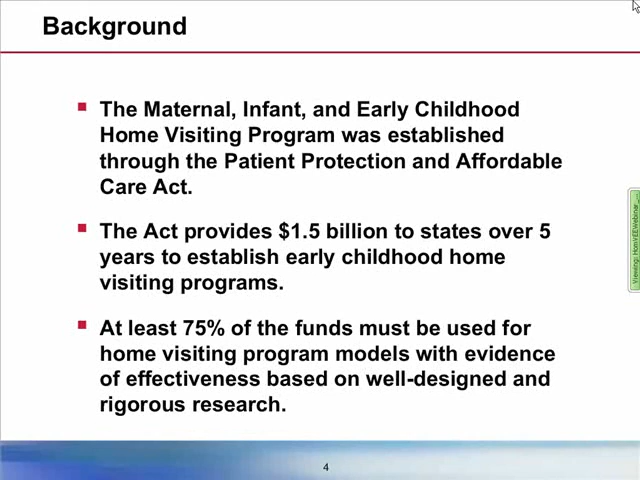 Background
The Maternal, Infant, and Early Childhood
Home Visiting Program was established
through the Patient Protection and Affordable
Care Act.
The Act provides $1.5 billion to states over 5
years to establish early childhood home
visiting programs.
At least 75% of the funds must be used for
home visiting program models with evidence
of effectiveness based on well-designed and
rigorous research.
Viewing: HomVEEWebinar_...
4